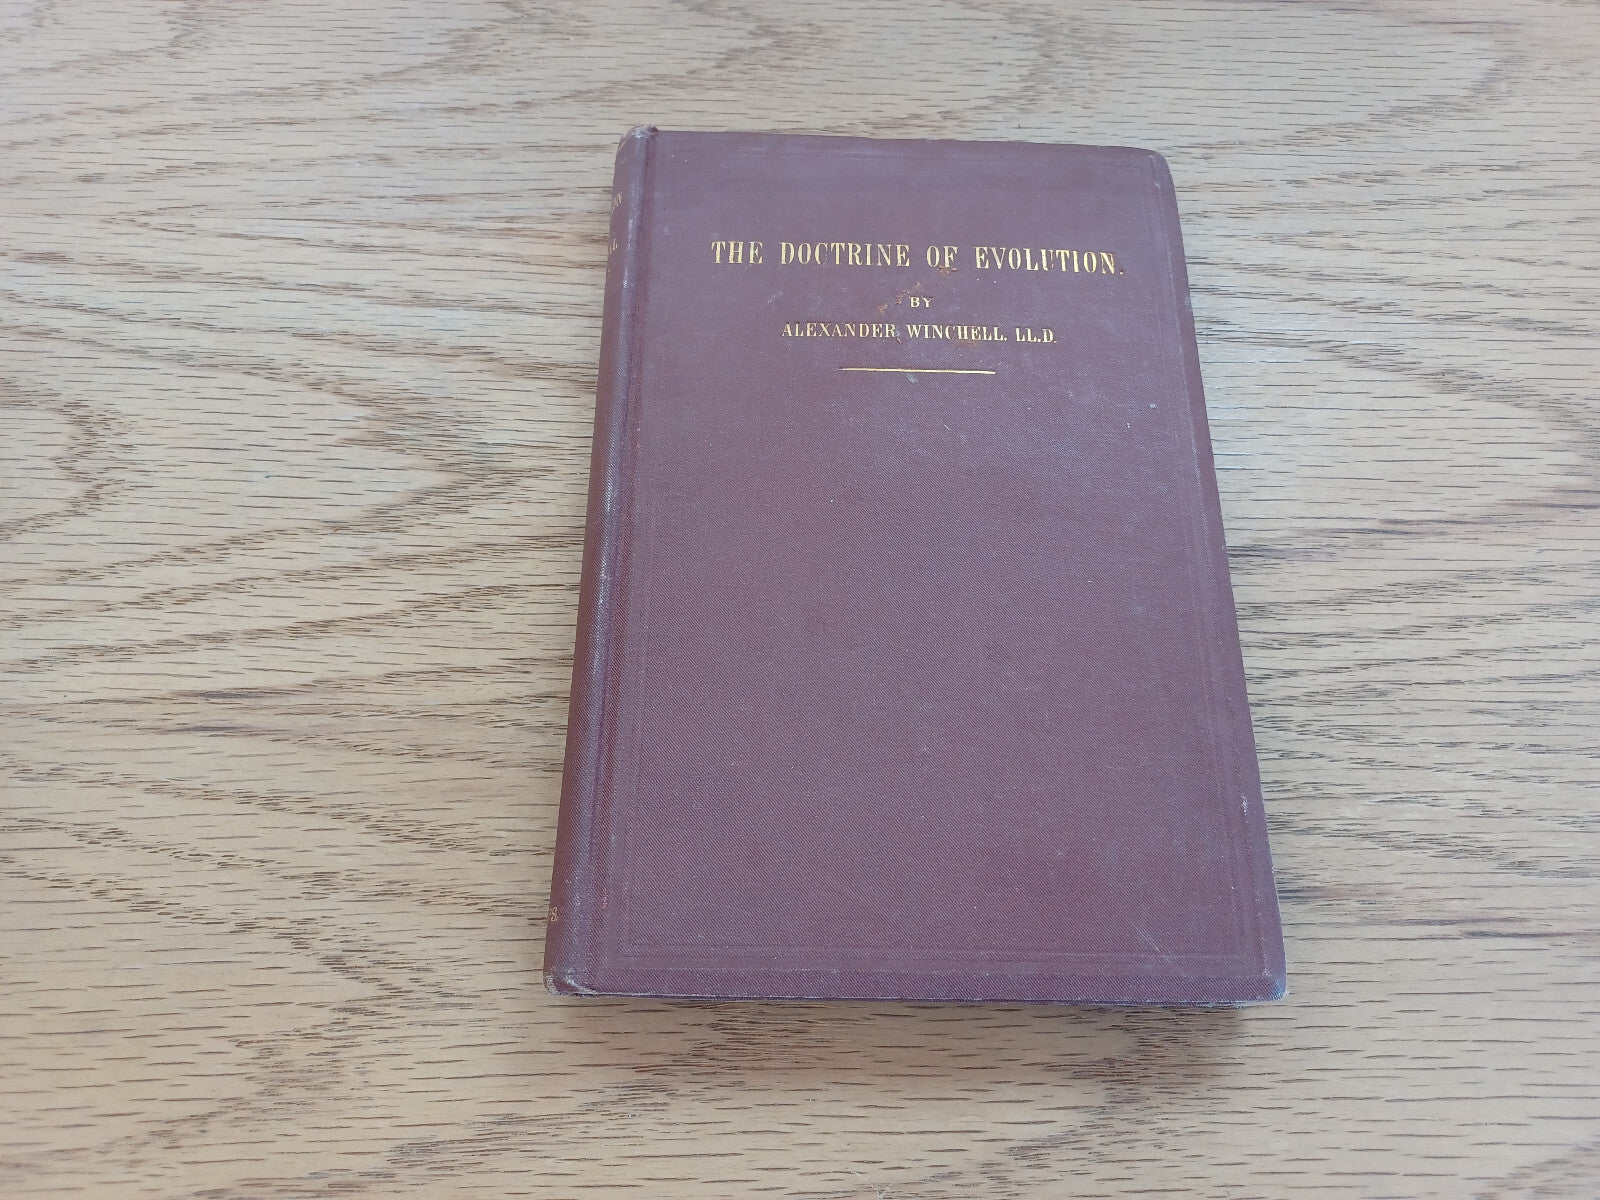 THE DOCTRINE OF EVOLUTION.
BY
ALEXANDER WINCHELL, LL.D.